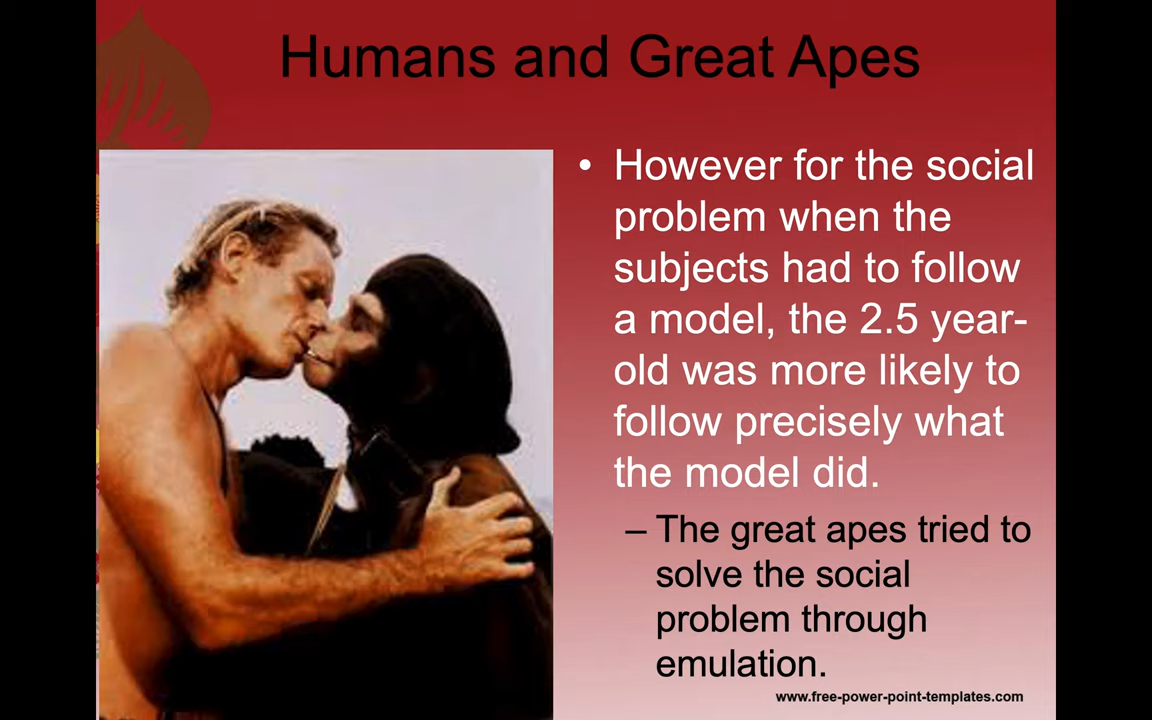 Humans and Great Apes
• However for the social
problem when the
subjects had to follow
a model, the 2.5 year-
old was more likely to
follow precisely what
the model did.
– The great apes tried to
solve the social
problem through
emulation.
www.free-power-point-templates.com